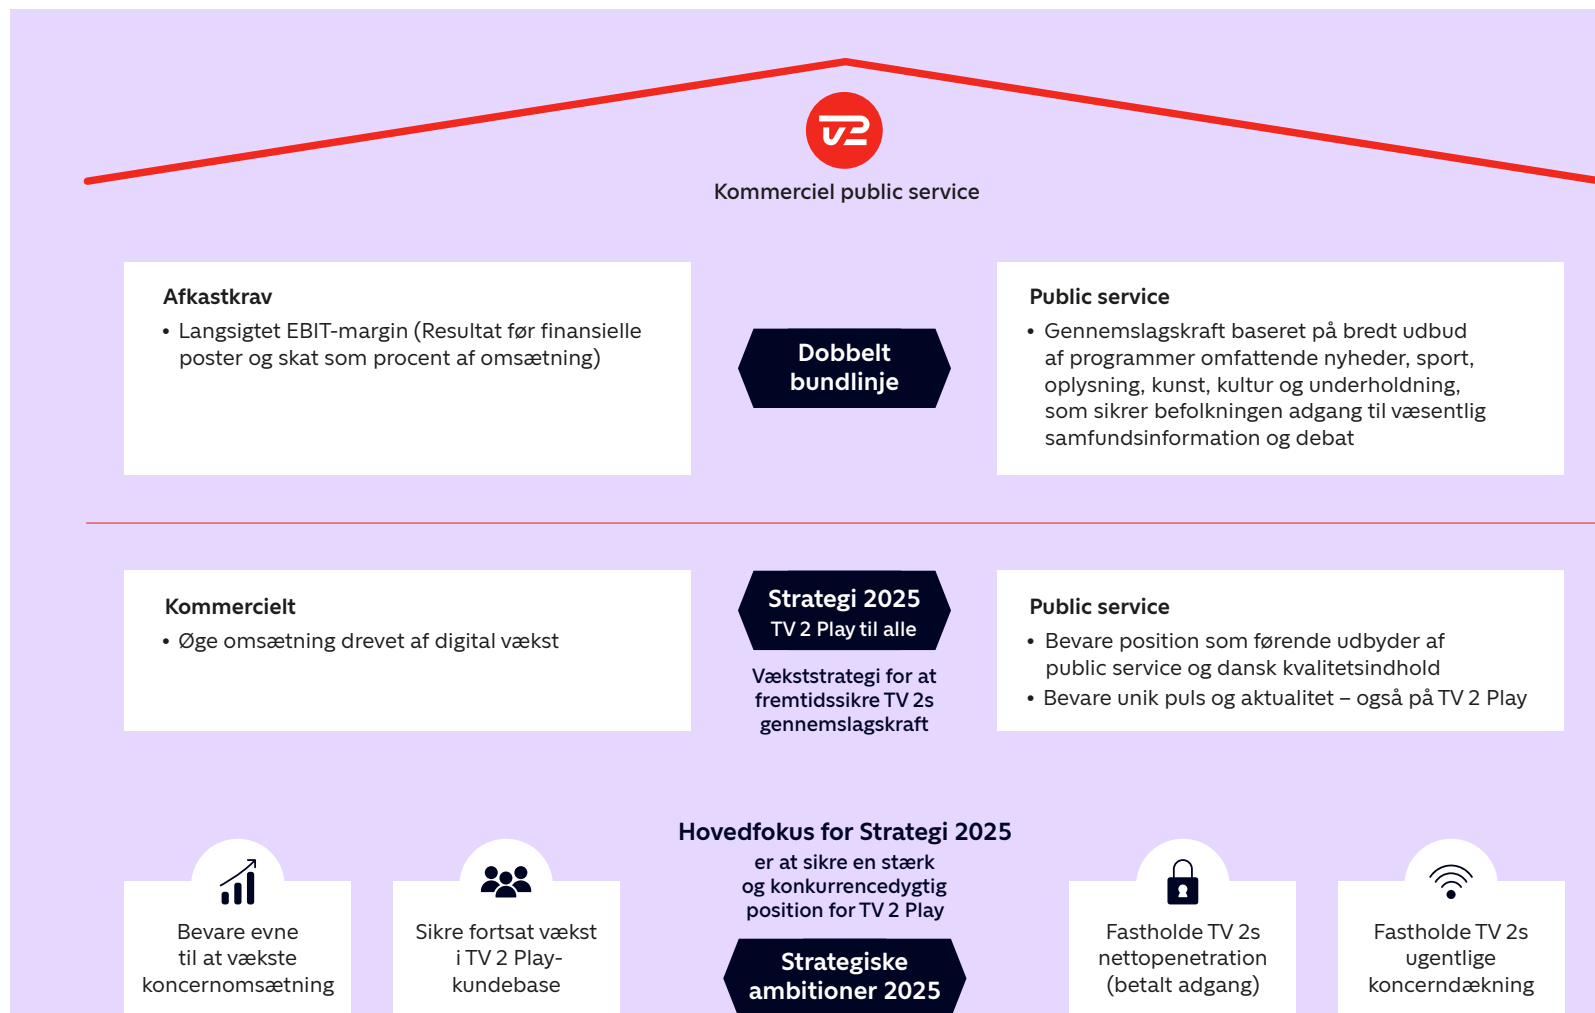 TV2
Kommerciel public service
Afkastkrav
• Langsigtet EBIT-margin (Resultat før finansielle
poster og skat som procent af omsætning)
Dobbelt
bundlinje
Public service
• Gennemslagskraft baseret på bredt udbud
af programmer omfattende nyheder, sport,
oplysning, kunst, kultur og underholdning,
som sikrer befolkningen adgang til væsentlig
samfundsinformation og debat
Kommercielt
• Øge omsætning drevet af digital vækst
Strategi 2025
TV 2 Play til alle
Vækststrategi for at
fremtidssikre TV 2s
gennemslagskraft
Public service
• Bevare position som førende udbyder af
public service og dansk kvalitetsindhold
• Bevare unik puls og aktualitet – også på TV 2 Play
Hovedfokus for Strategi 2025
er at sikre en stærk
og konkurrencedygtig
position for TV 2 Play
Bevare evne
til at vækste
koncernomsætning
Sikre fortsat vækst
i TV 2 Play-
kundebase
Strategiske
ambitioner 2025
Fastholde TV 2s
nettopenetration
(betalt adgang)
Fastholde TV 2s
ugentlige
koncerndækning